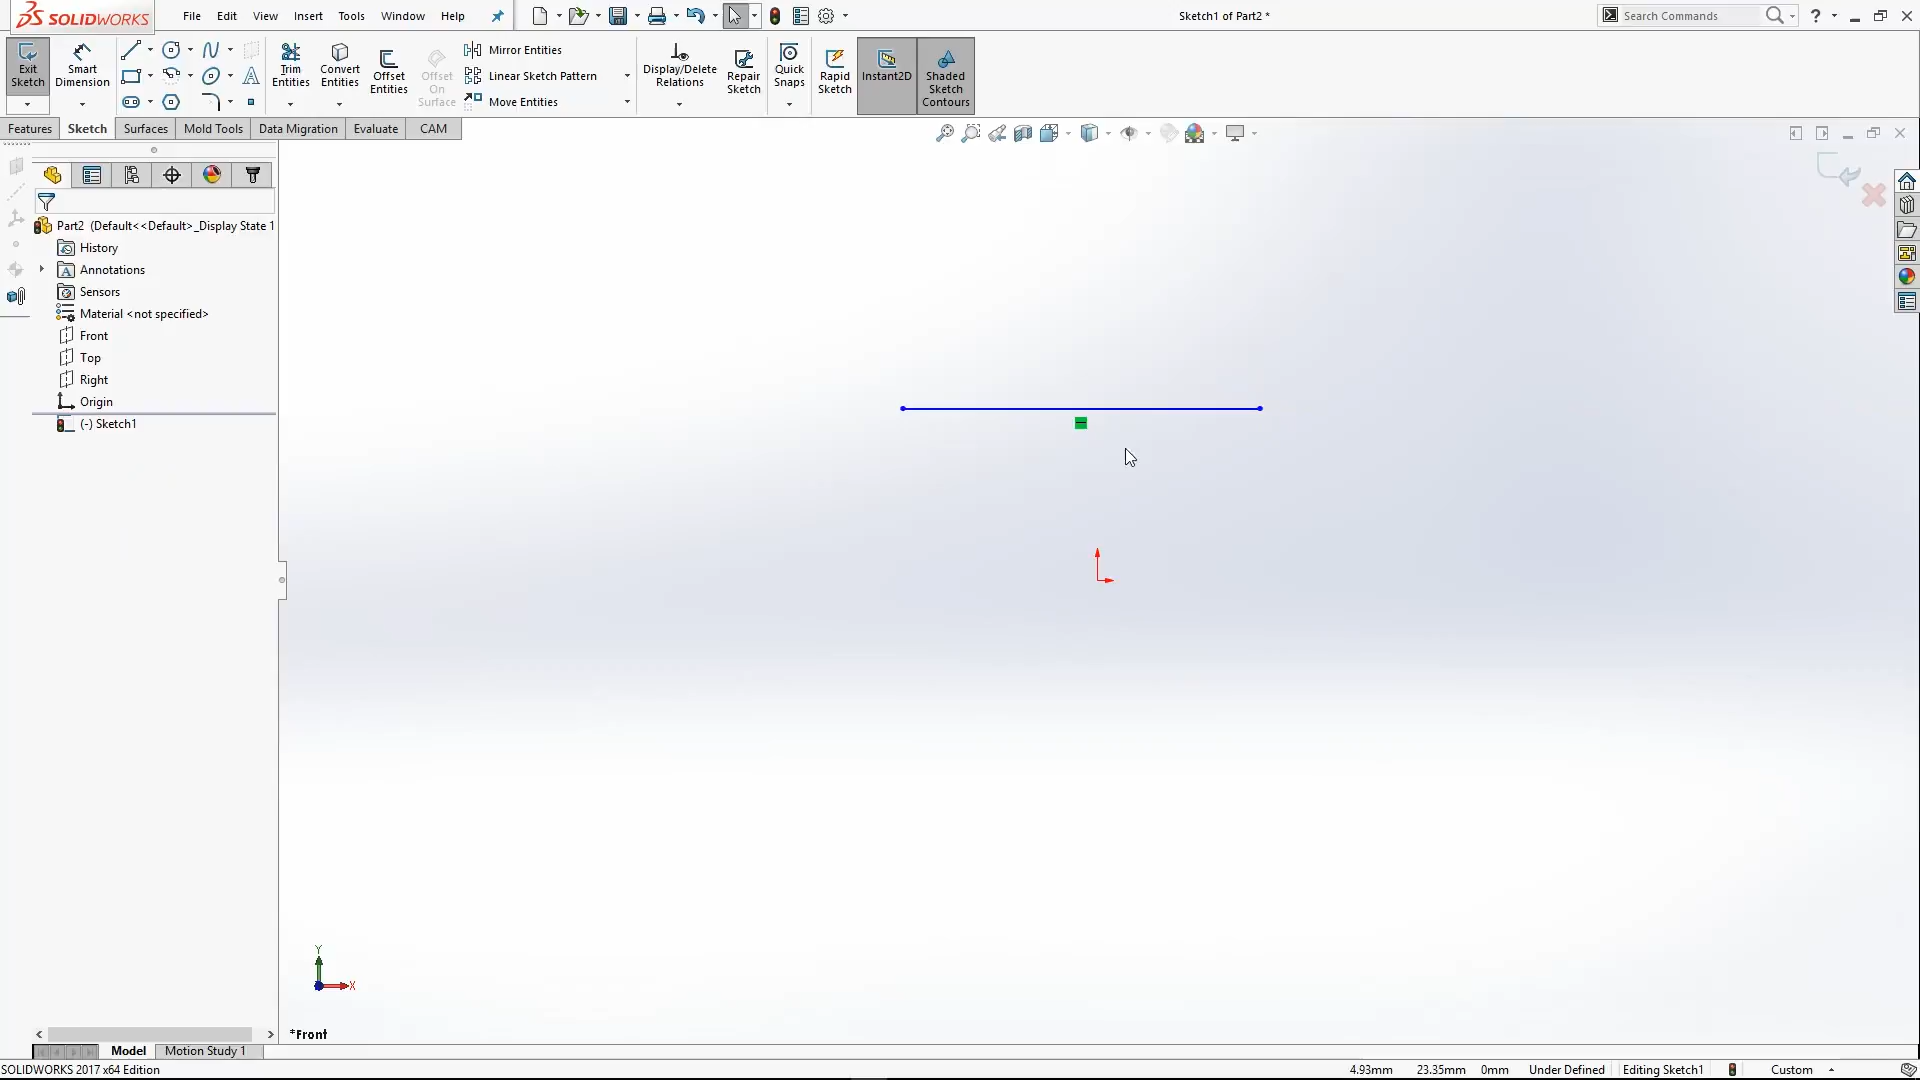 SOLIDWORKS File Edit View Insert Tools Window Help Sketch1 of Part2 * Search Commands ?
Exit Sketch
Smart Dimension
Trim Entities
Convert Entities
Offset Entities
Offset On Surface
Mirror Entities
Linear Sketch Pattern
Move Entities
Display/Delete Relations
Repair Sketch
Quick Snaps
Rapid Sketch
Instant2D
Shaded Sketch Contours
Features Sketch Surfaces Mold Tools Data Migration Evaluate CAM
Part2 (Default<<Default>_Display State 1
History
Annotations
Sensors
Material <not specified>
Front
Top
Right
Origin
(-) Sketch1
Y
X
*Front
Model Motion Study 1
SOLIDWORKS 2017 x64 Edition 4.93mm 23.35mm 0mm Under Defined Editing Sketch1 Custom